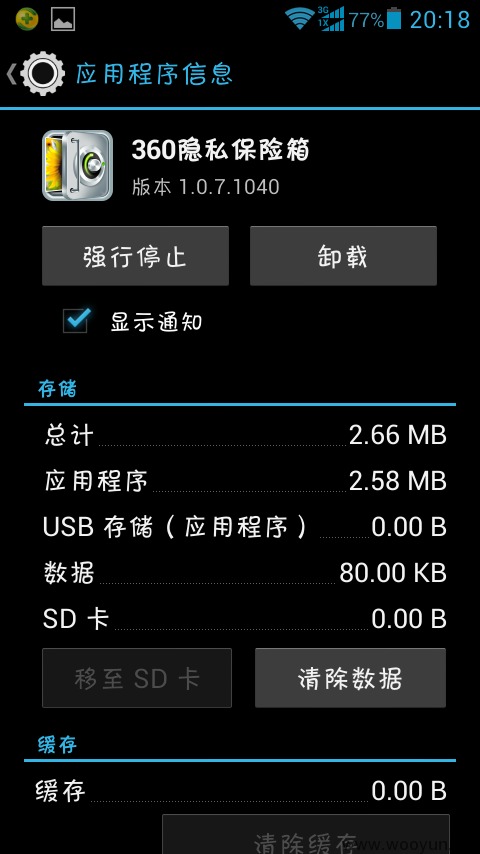 3G 1X 77% 20:18
应用程序信息
360隐私保险箱
版本 1.0.7.1040
强行停止 卸载
显示通知
存储
总计 2.66 MB
应用程序 2.58 MB
USB 存储（应用程序） 0.00 B
数据 80.00 KB
SD 卡 0.00 B
移至 SD 卡 清除数据
缓存
缓存 0.00 B
清除缓存
www.wooyun.